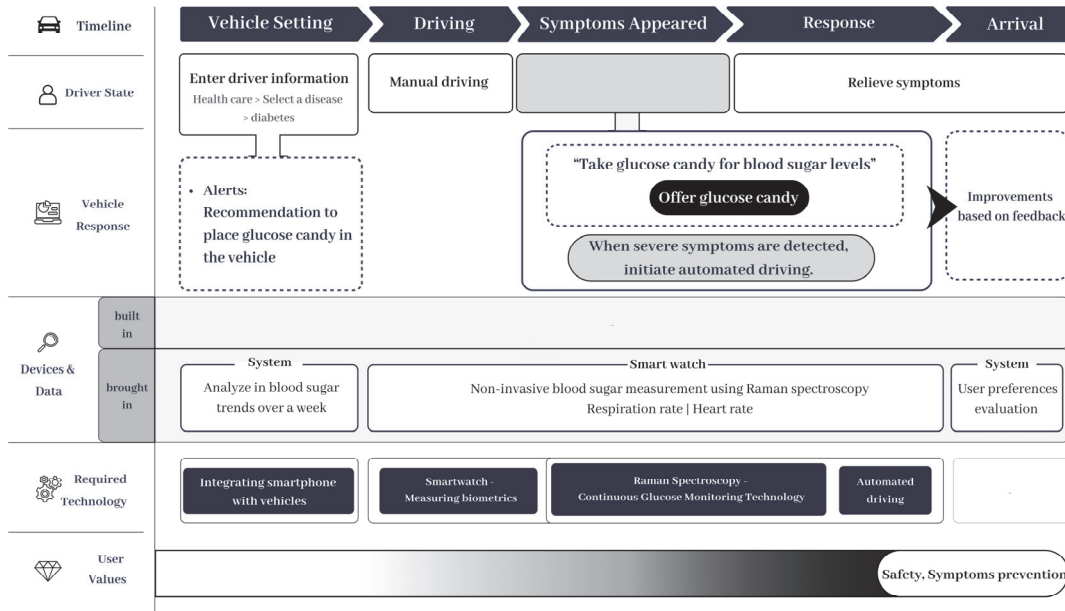 Timeline
Vehicle Setting
Driving
Symptoms Appeared
Response
Arrival
Driver State
Enter driver information
Health care > Select a disease
> diabetes
Manual driving
Relieve symptoms
Vehicle
Response
• Alerts:
Recommendation to
place glucose candy in
the vehicle
“Take glucose candy for blood sugar levels”
Offer glucose candy
When severe symptoms are detected,
initiate automated driving.
Improvements
based on feedback
Devices &
Data
built
in
-
brought
in
System
Analyze in blood sugar
trends over a week
Smart watch
Non-invasive blood sugar measurement using Raman spectroscopy
Respiration rate | Heart rate
System
User preferences
evaluation
Required
Technology
Integrating smartphone
with vehicles
Smartwatch -
Measuring biometrics
Raman Spectroscopy -
Continuous Glucose Monitoring Technology
Automated
driving
-
User
Values
Safety, Symptoms prevention